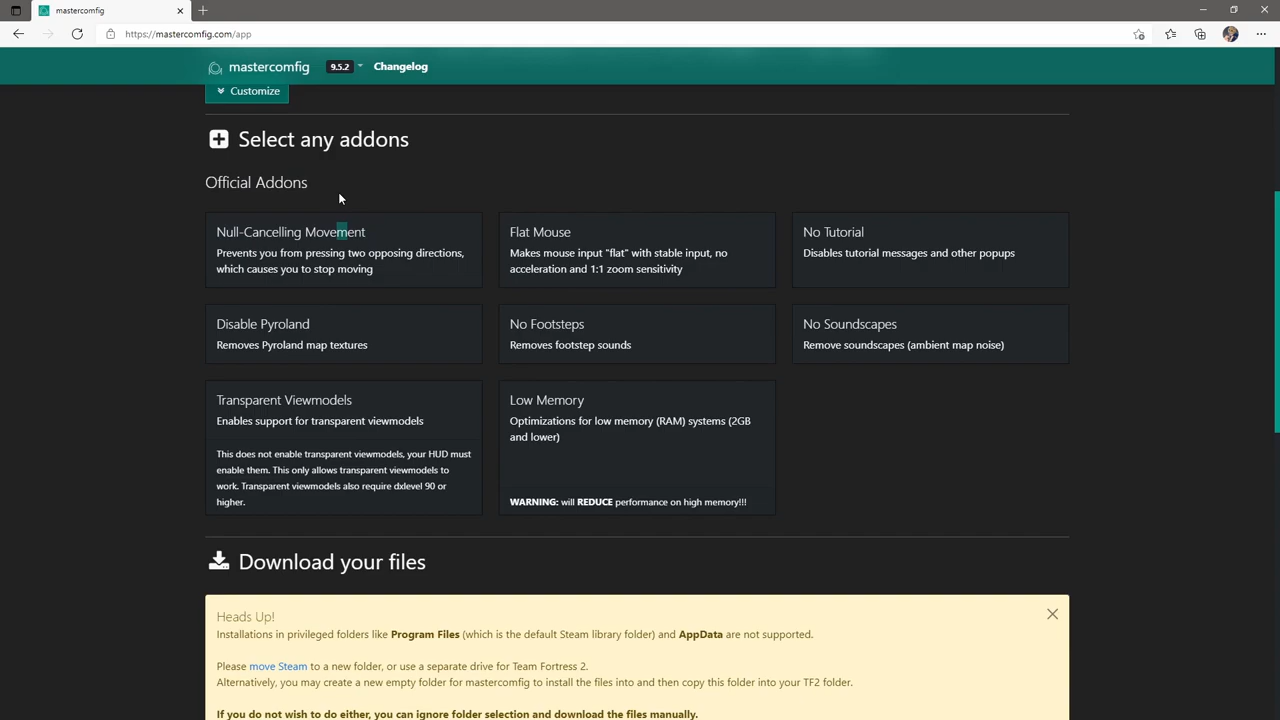 mastercomfig
https://mastercomfig.com/app
mastercomfig 9.5.2 Changelog
Customize
Select any addons
Official Addons
Null-Cancelling Movement
Prevents you from pressing two opposing directions,
which causes you to stop moving
Flat Mouse
Makes mouse input "flat" with stable input, no
acceleration and 1:1 zoom sensitivity
No Tutorial
Disables tutorial messages and other popups
Disable Pyroland
Removes Pyroland map textures
No Footsteps
Removes footstep sounds
No Soundscapes
Remove soundscapes (ambient map noise)
Transparent Viewmodels
Enables support for transparent viewmodels
This does not enable transparent viewmodels, your HUD must
enable them. This only allows transparent viewmodels to
work. Transparent viewmodels also require dxlevel 90 or
higher.
Low Memory
Optimizations for low memory (RAM) systems (2GB
and lower)
WARNING: will REDUCE performance on high memory!!!
Download your files
Heads Up!
Installations in privileged folders like Program Files (which is the default Steam library folder) and AppData are not supported.
Please move Steam to a new folder, or use a separate drive for Team Fortress 2.
Alternatively, you may create a new empty folder for mastercomfig to install the files into and then copy this folder into your TF2 folder.
If you do not wish to do either, you can ignore folder selection and download the files manually.